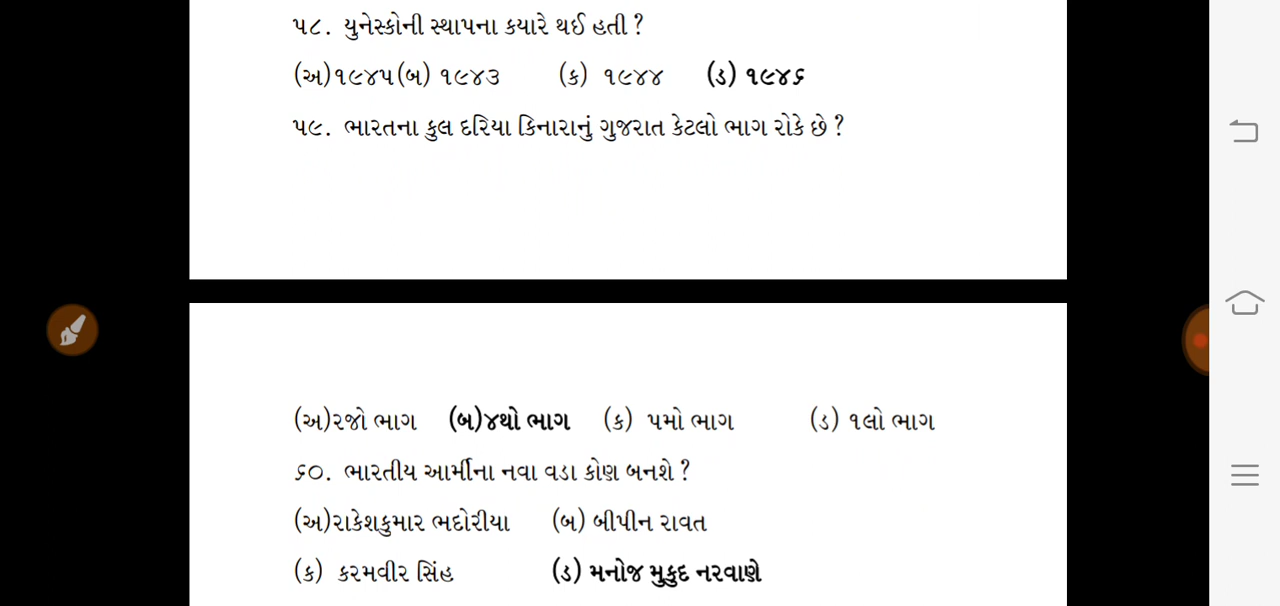 ૫૮. યુનેસ્કોની સ્થાપના કયારે થઈ હતી ?
(અ)૧૯૪૫(બ) ૧૯૪૩ (ક) ૧૯૪૪ (ડ) ૧૯૪૬
૫૯. ભારતના કુલ દરિયા કિનારાનું ગુજરાત કેટલો ભાગ રોકે છે ?
(અ)૨જો ભાગ (બ)૪થો ભાગ (ક) ૫મો ભાગ (ડ) ૧લો ભાગ
૬૦. ભારતીય આર્મીના નવા વડા કોણ બનશે ?
(અ)રાકેશકુમાર ભદોરીયા (બ) બીપીન રાવત
(ક) કરમવીર સિંહ (ડ) મનોજ મુકુદ નરવાણે